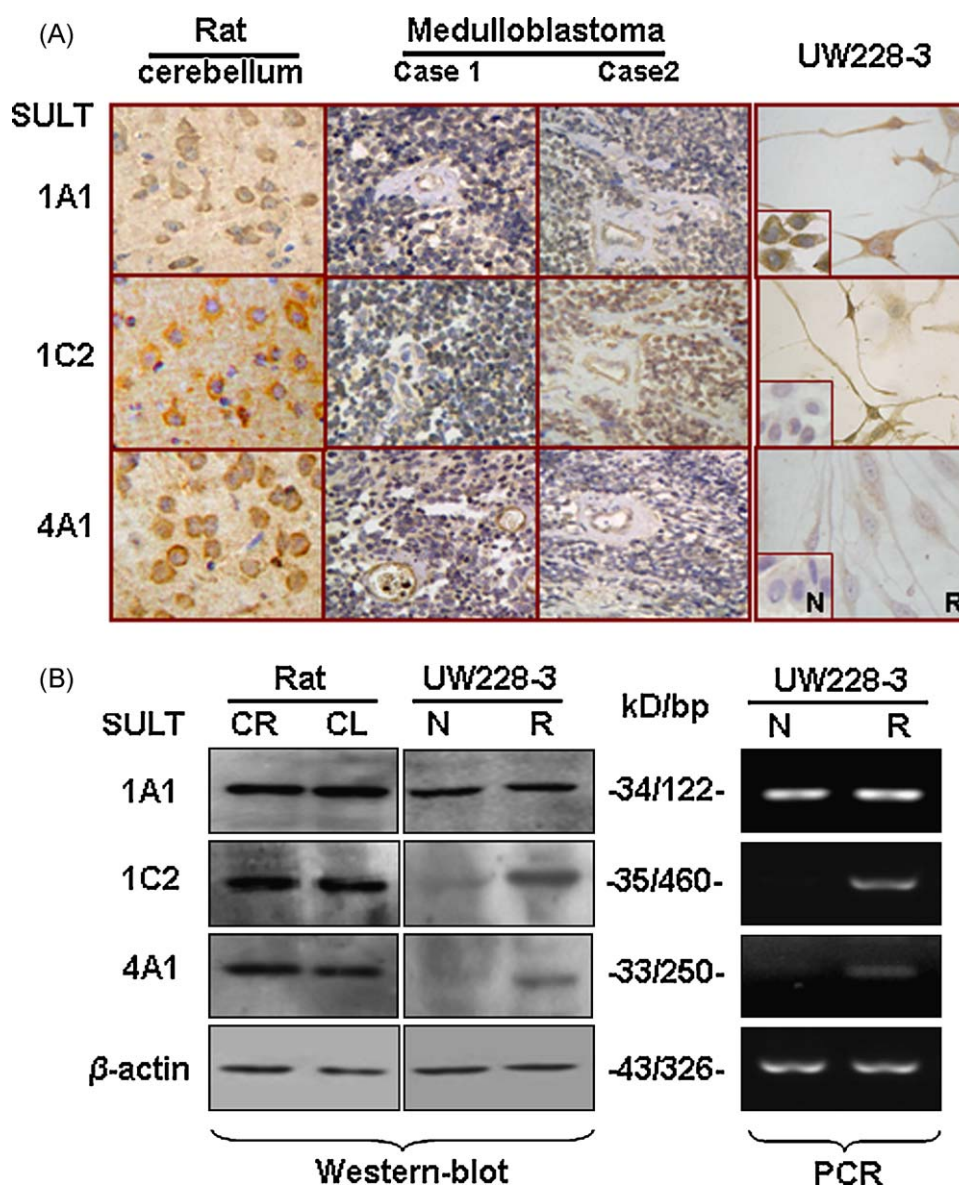 (A)
Rat
cerebellum
Medulloblastoma
Case 1 Case2
UW228-3
SULT
1A1
1C2
4A1
N R
(B)
Rat UW228-3 kD/bp UW228-3
SULT CR CL N R N R
1A1 -34/122-
1C2 -35/460-
4A1 -33/250-
β-actin -43/326-
Western-blot PCR